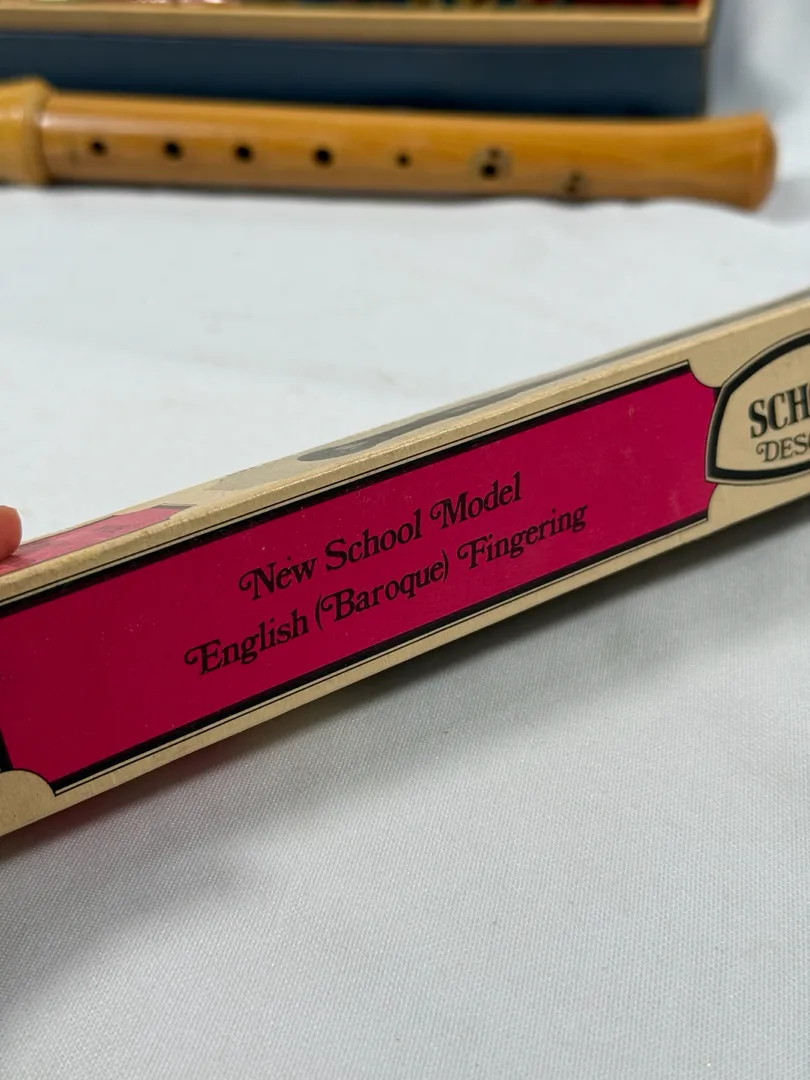 New School Model
English (Baroque) Fingering